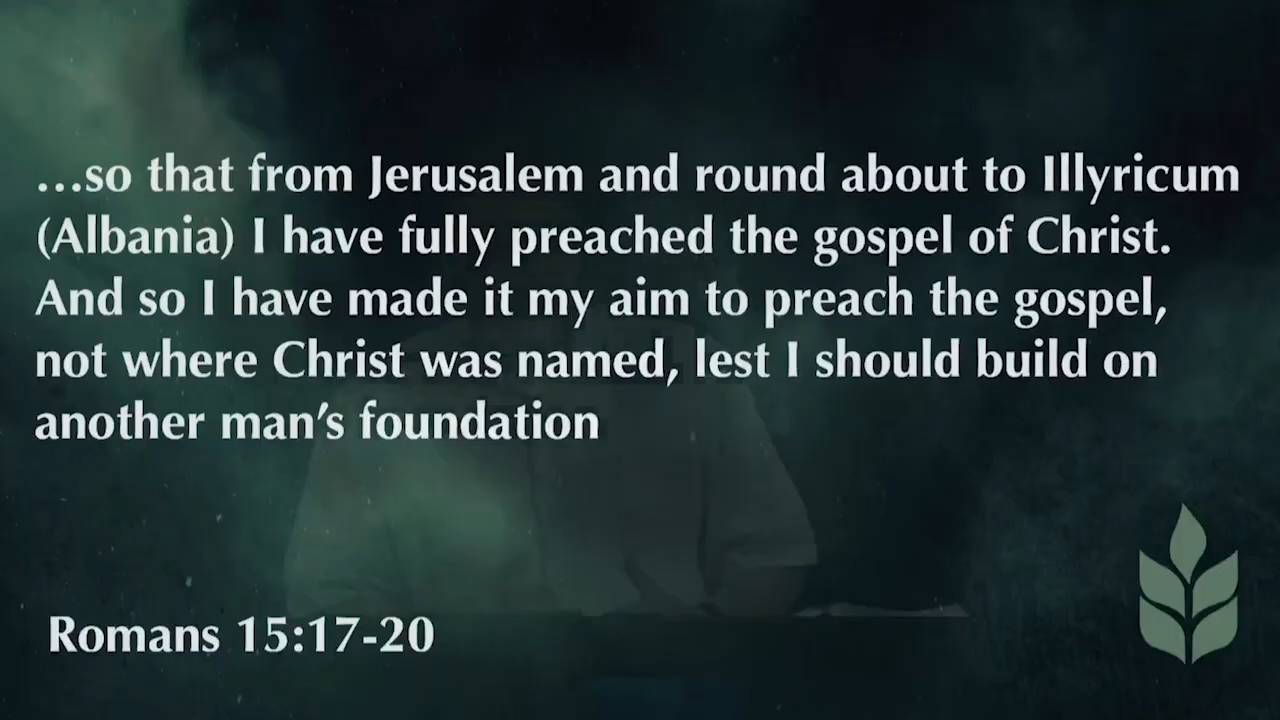 ...so that from Jerusalem and round about to Illyricum
(Albania) I have fully preached the gospel of Christ.
And so I have made it my aim to preach the gospel,
not where Christ was named, lest I should build on
another man’s foundation
Romans 15:17-20